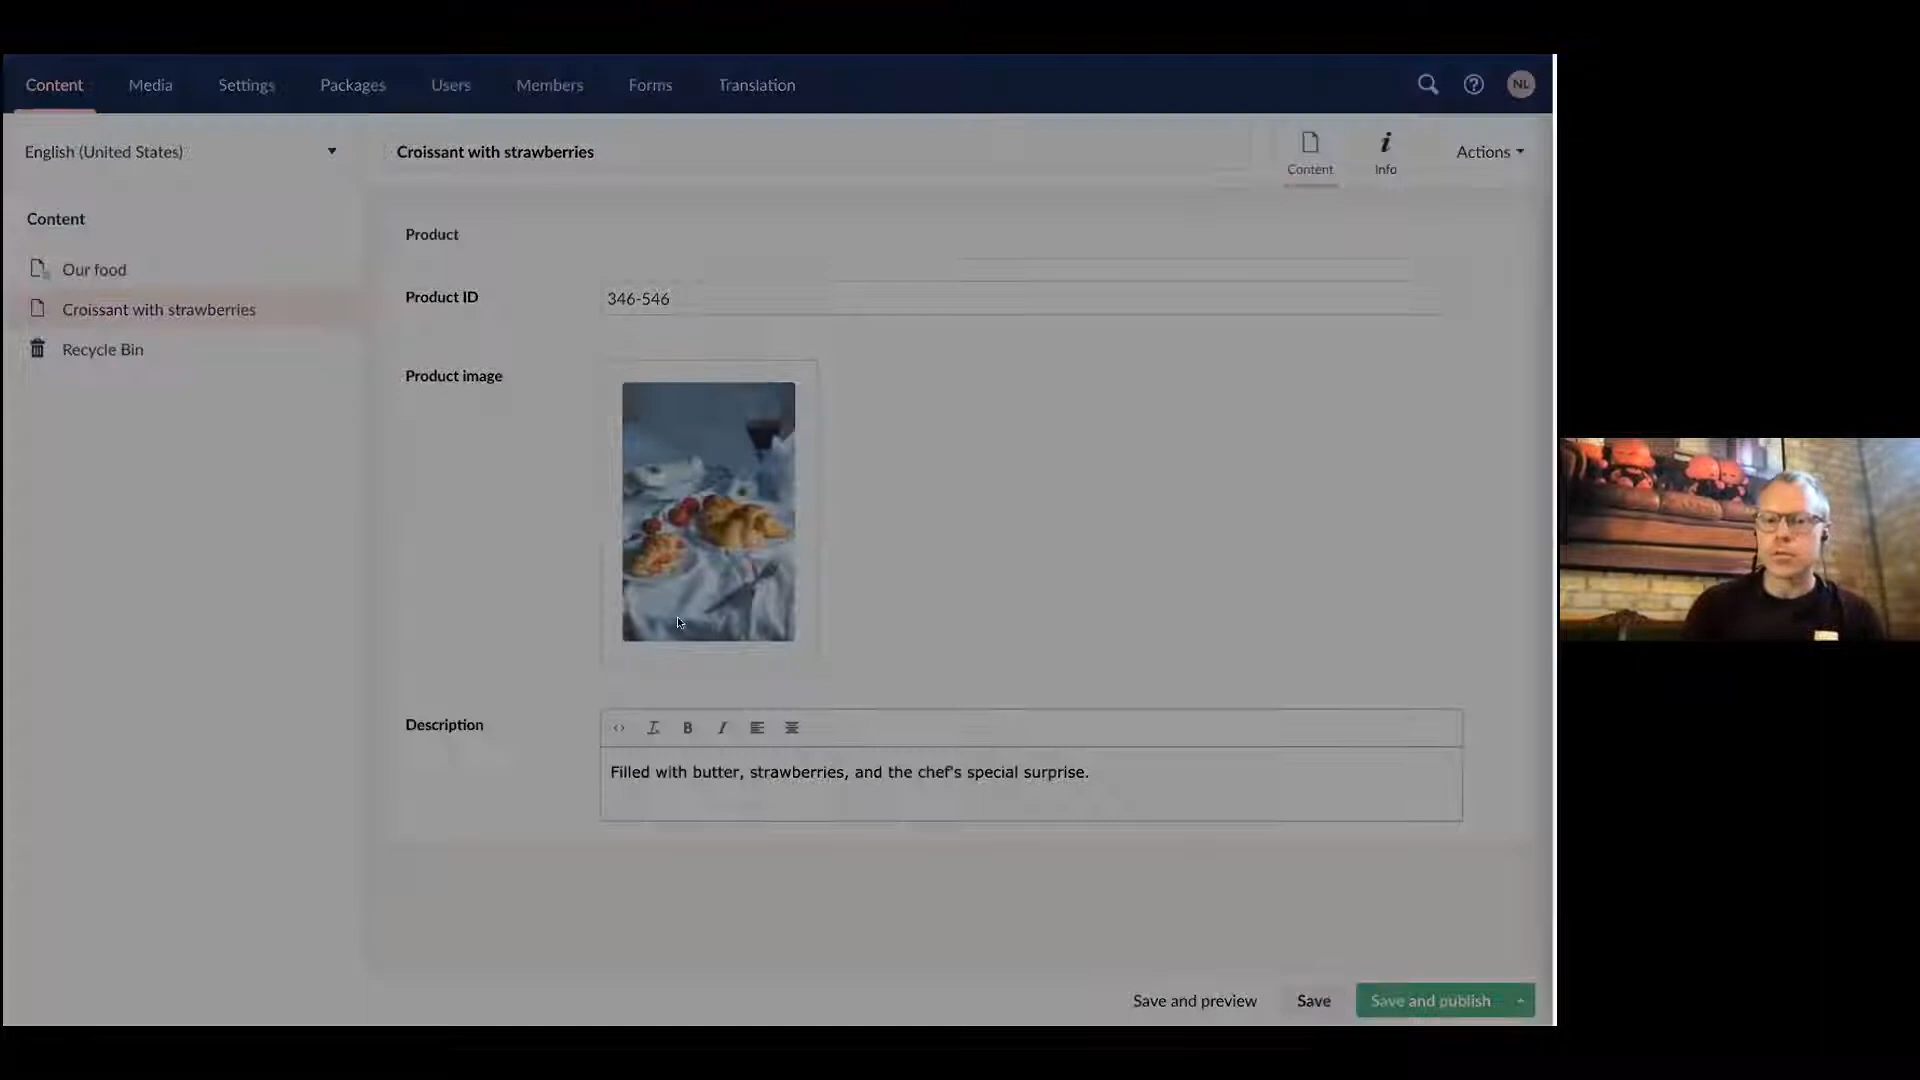 Content Media Settings Packages Users Members Forms Translation NL
English (United States)
Croissant with strawberries
Content
Info
Actions
Content
Our food
Croissant with strawberries
Recycle Bin
Product
Product ID
346-546
Product image
Description
B I
Filled with butter, strawberries, and the chef's special surprise.
Save and preview
Save
Save and publish